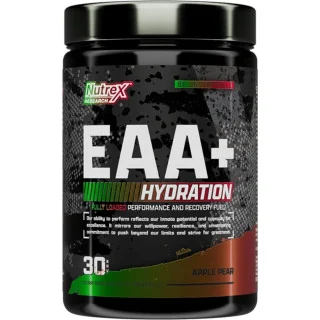 Nutrex
RESEARCH
EAA+
HYDRATION
FULLY LOADED PERFORMANCE AND RECOVERY FUEL
Our ability to perform reflects our innate potential and capacity for
excellence. It mirrors our willpower, resilience, and unwavering
commitment to push beyond our limits and strive for greatness.
30
APPLE PEAR